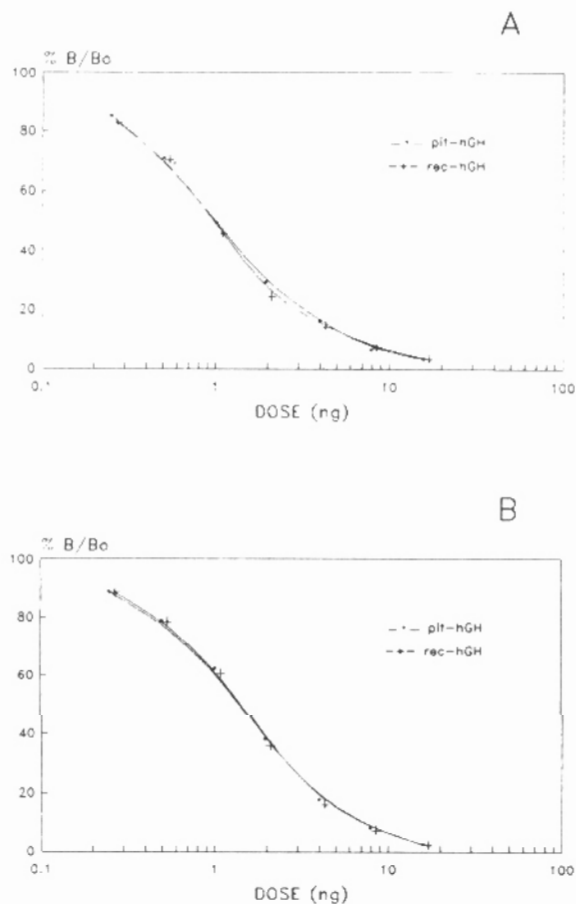 A
% B/Bo
100
80
60
40
20
0
pit-hGH
rec-hGH
0.1 1 10 100
DOSE (ng)
B
% B/Bo
100
80
60
40
20
0
pit-hGH
rec-hGH
0.1 1 10 100
DOSE (ng)